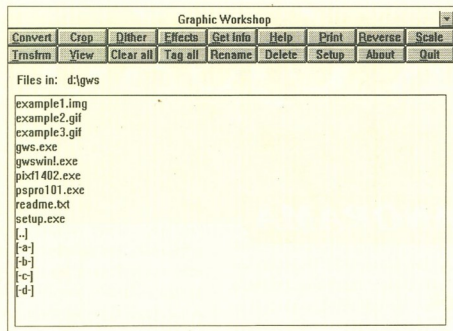 Graphic Workshop
Convert Crop Dither Effects Get info Help Print Reverse Scale
Trnsfrm View Clear all Tag all Rename Delete Setup About Quit
Files in: d:\gws
example1.img
example2.gif
example3.gif
gws.exe
gwswin!.exe
pixf1402.exe
pspro101.exe
readme.txt
setup.exe
[..]
[-a-]
[-b-]
[-c-]
[-d-]